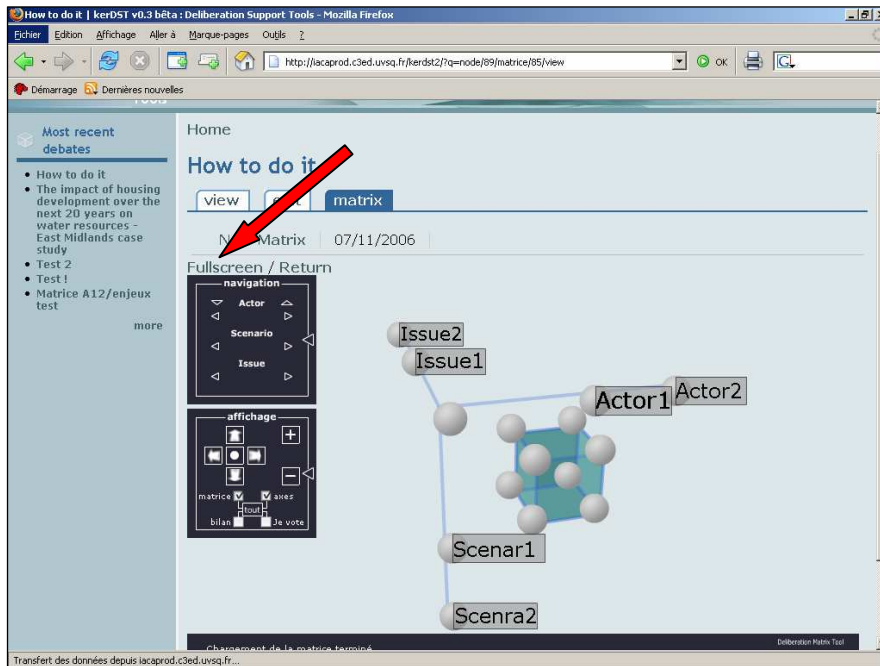 How to do it | kerDST v0.3 bêta : Deliberation Support Tools - Mozilla Firefox
Fichier Edition Affichage Aller à Marque-pages Outils ?
http://iacaprod.c3ed.uvsq.fr/kerdst2/?q=node/89/matrice/85/view
OK
Démarrage Dernières nouvelles
Most recent debates
How to do it
The impact of housing
development over the
next 20 years on
water resources -
East Midlands case
study
Test 2
Test !
Matrice A12/enjeux
test
more
Home
How to do it
view
matrix
Matrix 07/11/2006
Fullscreen / Return
navigation
Actor
Scenario
Issue
affichage
matrice axes
tout
bilan Je vote
Issue2
Issue1
Actor1
Actor2
Scenar1
Scenra2
Chargement de la matrice terminé
Deliberation Matrix Tool
Transfert des données depuis iacaprod.c3ed.uvsq.fr...